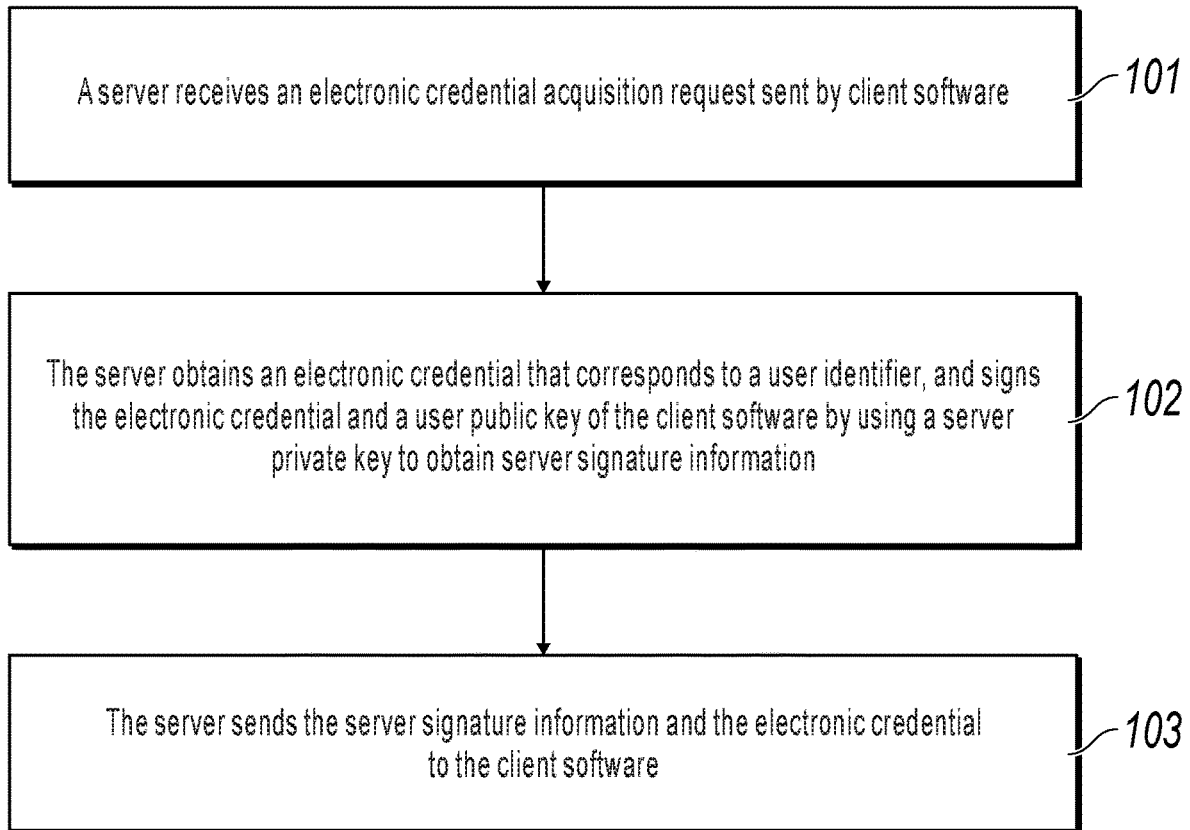 A server receives an electronic credential acquisition request sent by client software
101
The server obtains an electronic credential that corresponds to a user identifier, and signs
the electronic credential and a user public key of the client software by using a server
private key to obtain server signature information
102
The server sends the server signature information and the electronic credential
to the client software
103